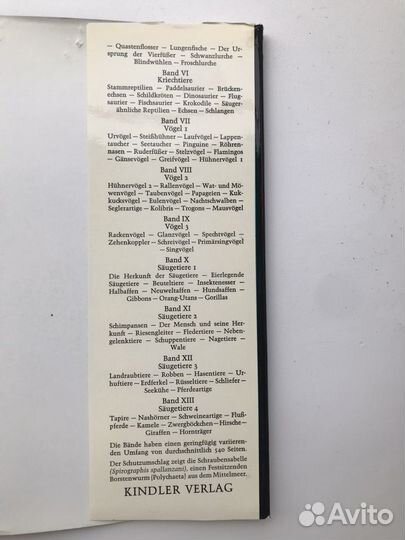 — Quastenflosser — Lungenfische — Der Ur-
sprung der Vierfüßer — Schwanzlurche —
Blindwühlen — Froschlurche
Band VI
Kriechtiere
Stammreptilien — Paddelsaurier — Brücken-
echsen — Schildkröten — Dinosaurier — Flug-
saurier — Fischsaurier — Krokodile — Säuger-
ähnliche Reptilien — Echsen — Schlangen
Band VII
Vögel 1
Urvögel — Steißhühner — Laufvögel — Lappen-
taucher — Seetaucher — Pinguine — Röhren-
nasen — Ruderfüßer — Stelzvögel — Flamingos
— Gänsevögel — Greifvögel — Hühnervögel 1
Band VIII
Vögel 2
Hühnervögel 2 — Rallenvögel — Wat- und Mö-
wenvögel — Taubenvögel — Papageien — Kuk-
kucksvögel — Eulenvögel — Nachtschwalben —
Seglerartige — Kolibris — Trogons — Mausvögel
Band IX
Vögel 3
Rackenvögel — Glanzvögel — Spechtvögel —
Zehenkoppler — Schreivögel — Primärsingvögel
— Singvögel
Band X
Säugetiere 1
Die Herkunft der Säugetiere — Eierlegende
Säugetiere — Beuteltiere — Insektenesser —
Halbaffen — Neuweltaffen — Hundsaffen —
Gibbons — Orang-Utans — Gorillas
Band XI
Säugetiere 2
Schimpansen — Der Mensch und seine Her-
kunft — Riesengleiter — Fledertiere — Neben-
gelenktiere — Schuppentiere — Nagetiere —
Wale
Band XII
Säugetiere 3
Landraubtiere — Robben — Hasentiere — Ur-
huftiere — Erdferkel — Rüsseltiere — Schliefer —
Seekühe — Pferdeartige
Band XIII
Säugetiere 4
Tapire — Nashörner — Schweineartige — Fluß-
pferde — Kamele — Zwergböckchen — Hirsche —
Giraffen — Hornträger
Die Bände haben einen geringfügig variieren-
den Umfang von durchschnittlich 540 Seiten.
Der Schutzumschlag zeigt die Schraubensabelle
(Spirographis spallanzani), einen Festsitzenden
Borstenwurm (Polychaeta) aus dem Mittelmeer.
KINDLER VERLAG
Avito